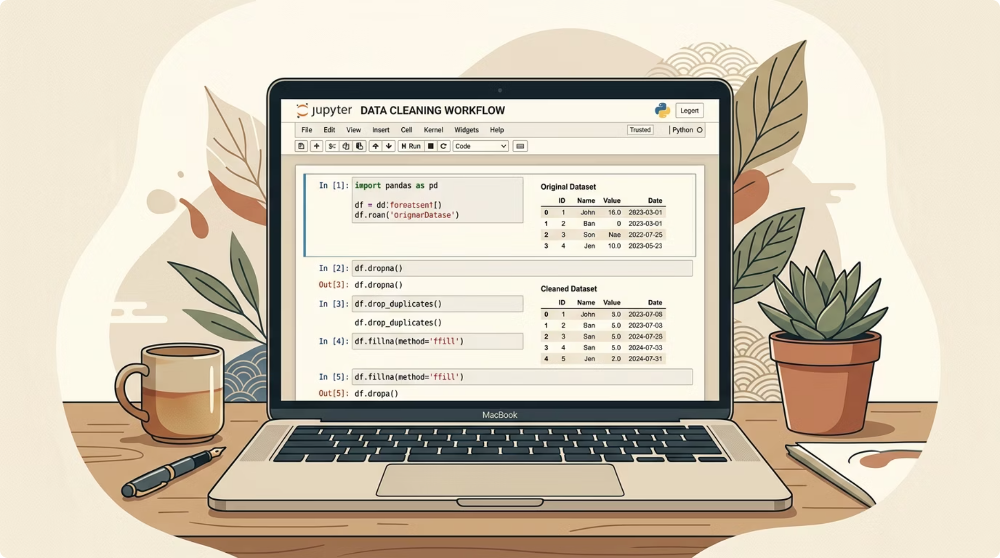 jupyter DATA CLEANING WORKFLOW
Legert
File Edit View Insert Cell Kernel Widgets Help
Trusted
Python
Run
Code
In [1]: import pandas as pd
df = dd:foreatsent[)
df.roan('OrignarDatase')
Original Dataset
ID Name Value Date
0 1 John 16.0 2023-03-01
1 2 Ban 0 2023-03-01
2 3 Son Nae 2022-07-25
3 4 Jen 10.0 2023-05-23
In [2]: df.dropna()
Out[3]: df.dropna()
In [3]: df.drop_duplicates()
df.drop_duplicates()
In [4]: df.fillna(method='ffill')
Cleaned Dataset
ID Name Value Date
0 1 John 3.0 2023-07-03
1 2 San 5.0 2023-07-03
2 3 San 5.0 2024-07-28
3 4 San 5.0 2024-07-03
4 5 Jen 2.0 2024-07-31
In [5]: df.fillna(method='ffill')
Out[5]: df.dropa()
MacBook